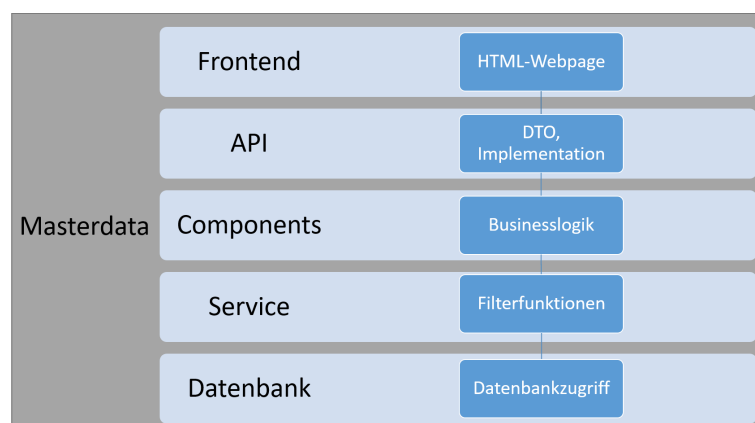 Masterdata
Frontend
HTML-Webpage
API
DTO,
Implementation
Components
Businesslogik
Service
Filterfunktionen
Datenbank
Datenbankzugriff